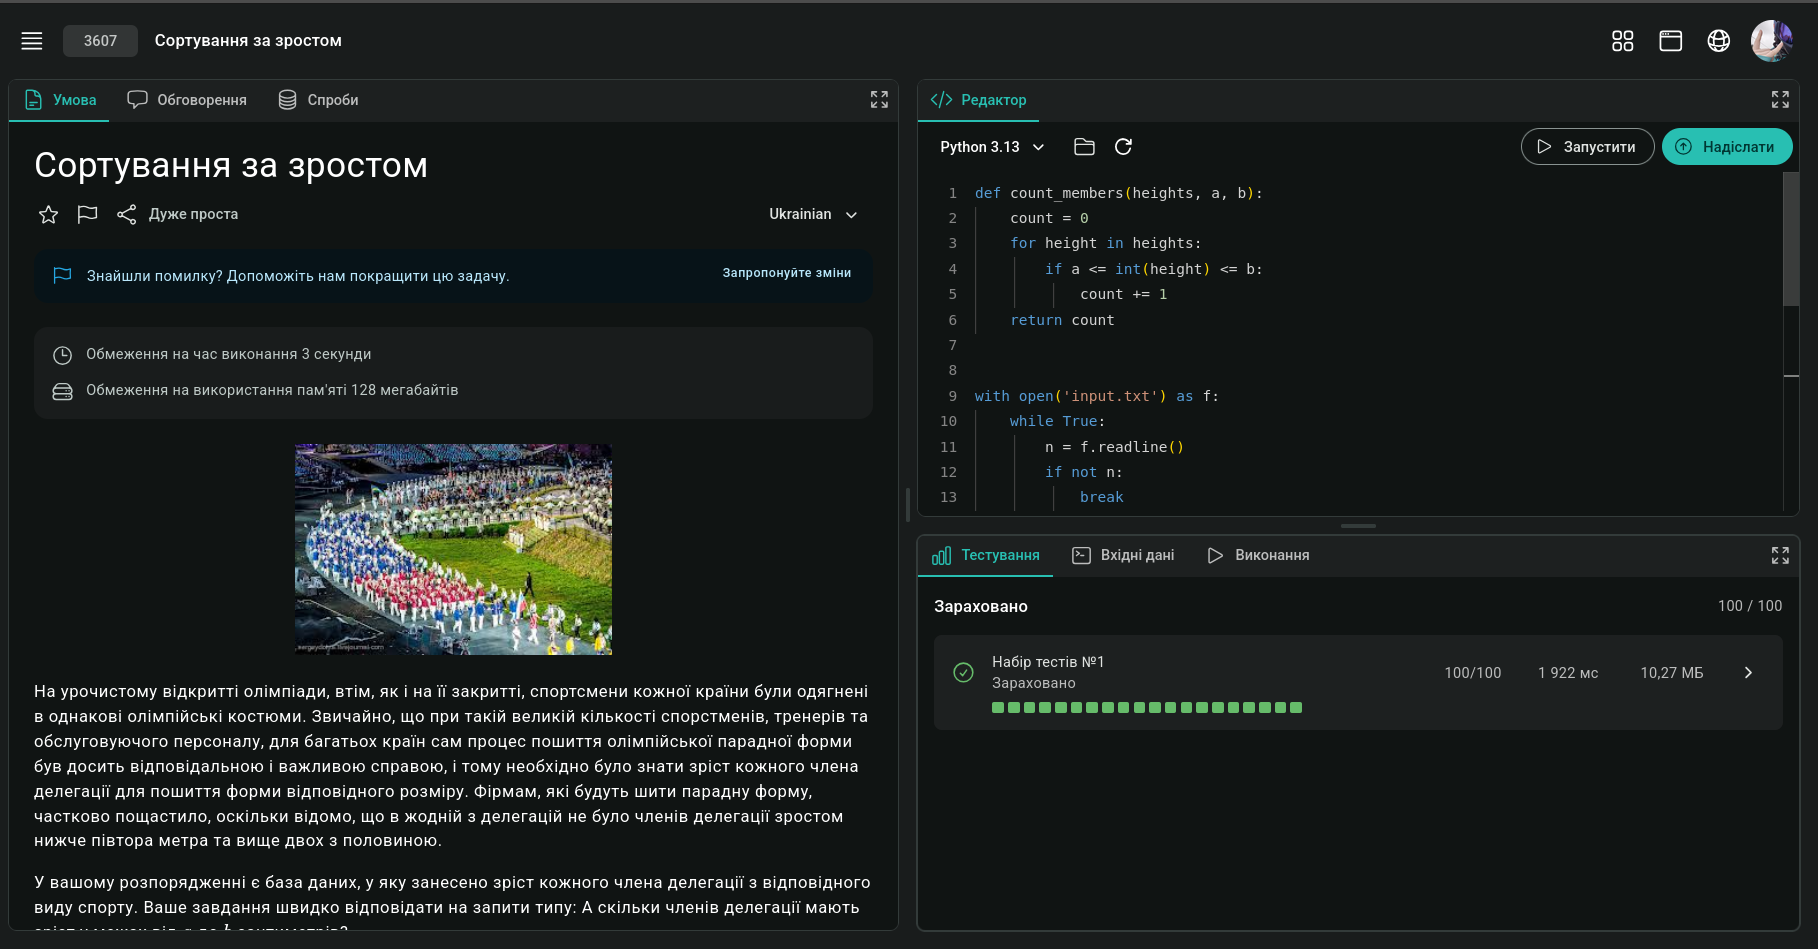 3607
Сортування за зростом
Умова
Обговорення
Спроби
Сортування за зростом
Дуже проста
Ukrainian
Знайшли помилку? Допоможіть нам покращити цю задачу.
Запропонуйте зміни
Обмеження на час виконання 3 секунди
Обмеження на використання пам'яті 128 мегабайтів
На урочистому відкритті олімпіади, втім, як і на її закритті, спортсмени кожної країни були одягнені
в однакові олімпійські костюми. Звичайно, що при такій великій кількості спорстменів, тренерів та
обслуговуючого персоналу, для багатьох країн сам процес пошиття олімпійської парадної форми
був досить відповідальною і важливою справою, і тому необхідно було знати зріст кожного члена
делегації для пошиття форми відповідного розміру. Фірмам, які будуть шити парадну форму,
частково пощастило, оскільки відомо, що в жодній з делегацій не було членів делегації зростом
нижче півтора метра та вище двох з половиною.
У вашому розпорядженні є база даних, у яку занесено зріст кожного члена делегації з відповідного
виду спорту. Ваше завдання швидко відповідати на запити типу: А скільки членів делегації мають
Редактор
Python 3.13
Запустити
Надіслати
1 def count_members(heights, a, b):
2 count = 0
3 for height in heights:
4 if a <= int(height) <= b:
5 count += 1
6 return count
7
8
9 with open('input.txt') as f:
10 while True:
11 n = f.readline()
12 if not n:
13 break
Тестування
Вхідні дані
Виконання
Зараховано
100 / 100
Набір тестів №1
Зараховано
100/100
1 922 мс
10,27 МБ